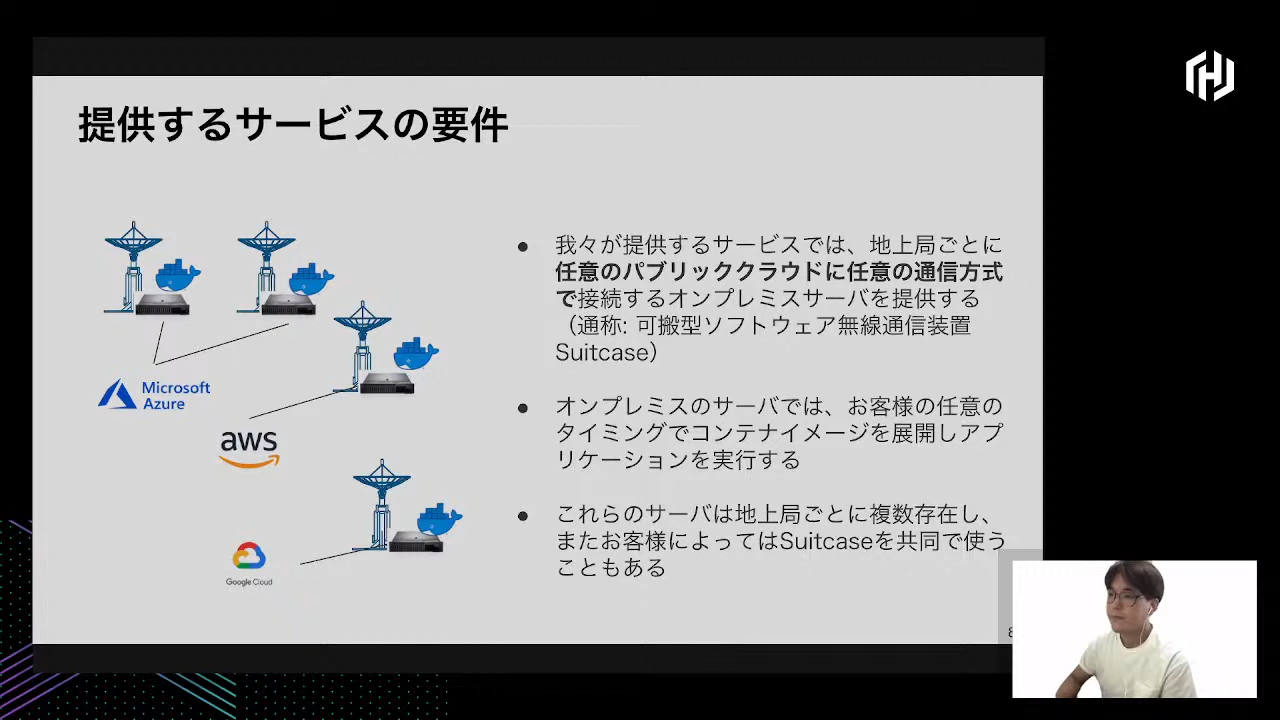 提供するサービスの要件
我々が提供するサービスでは、地上局ごとに
任意のパブリッククラウドに任意の通信方式
で接続するオンプレミスサーバを提供する
（通称: 可搬型ソフトウェア無線通信装置
Suitcase）
オンプレミスのサーバでは、お客様の任意の
タイミングでコンテナイメージを展開しアプ
リケーションを実行する
これらのサーバは地上局ごとに複数存在し、
またお客様によってはSuitcaseを共同で使う
こともある
Microsoft
Azure
aws
Google Cloud